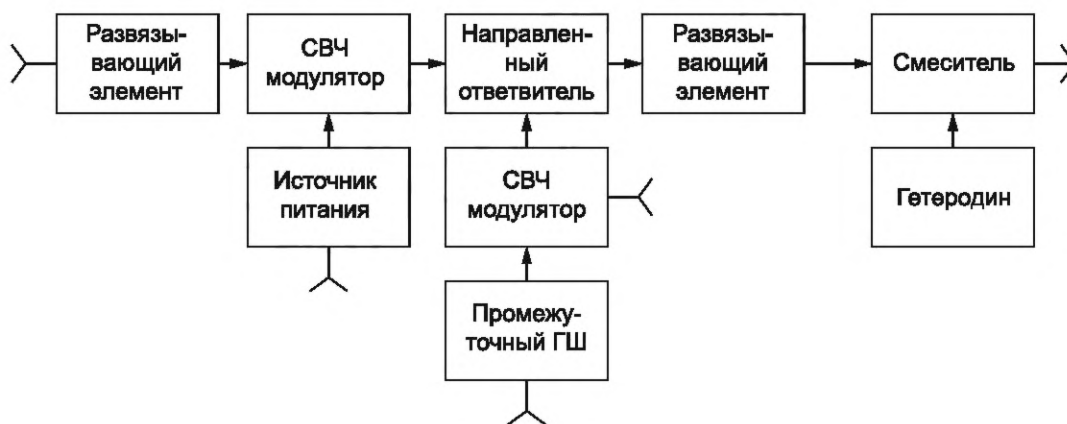 Развязы-
вающий
элемент
СВЧ
модулятор
Направлен-
ный
ответвитель
Развязы-
вающий
элемент
Смеситель
Источник
питания
СВЧ
модулятор
Гетеродин
Промежу-
точный ГШ